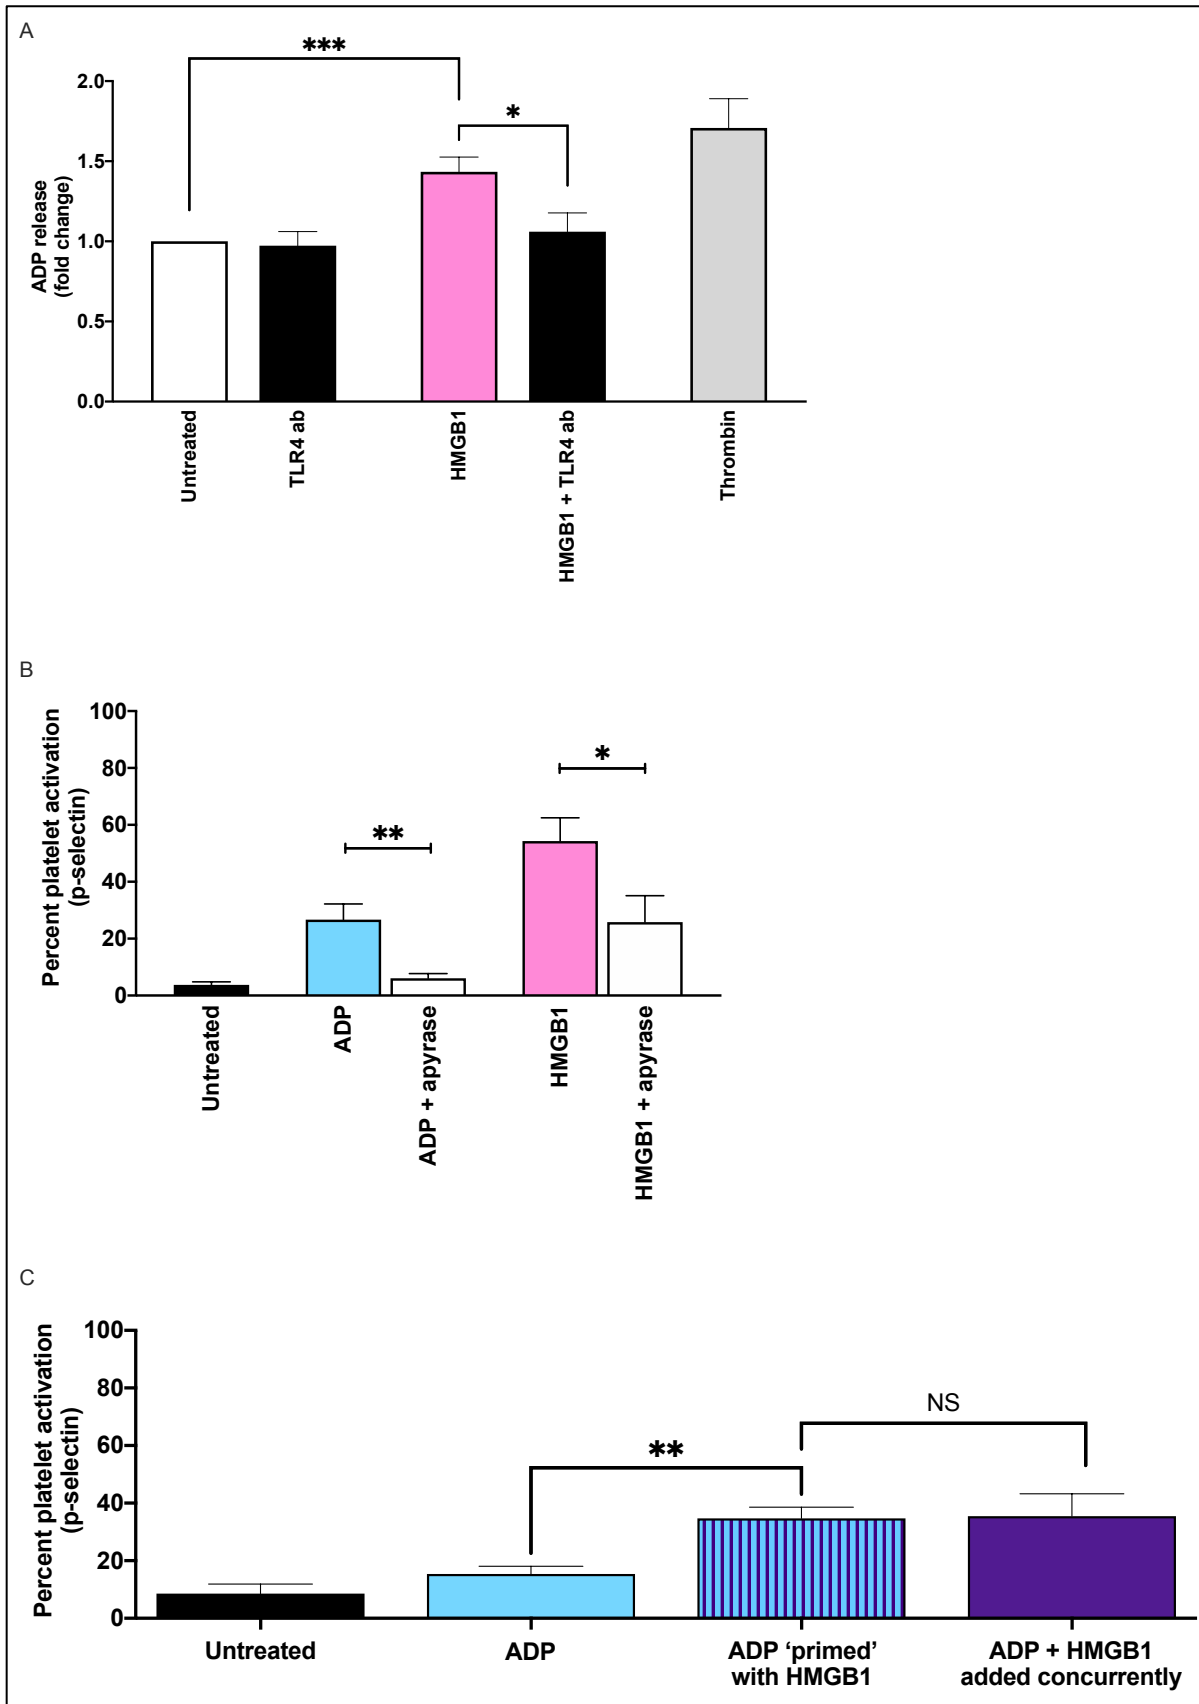 A
***
*
2.0
1.5
1.0
0.5
0.0
ADP release
(fold change)
Untreated
TLR4 ab
HMGB1
HMGB1 + TLR4 ab
Thrombin
B
100
80
60
40
20
0
Percent platelet activation
(p-selectin)
**
*
Untreated
ADP
ADP + apyrase
HMGB1
HMGB1 + apyrase
C
100
80
60
40
20
0
Percent platelet activation
(p-selectin)
**
NS
Untreated
ADP
ADP ‘primed’
with HMGB1
ADP + HMGB1
added concurrently